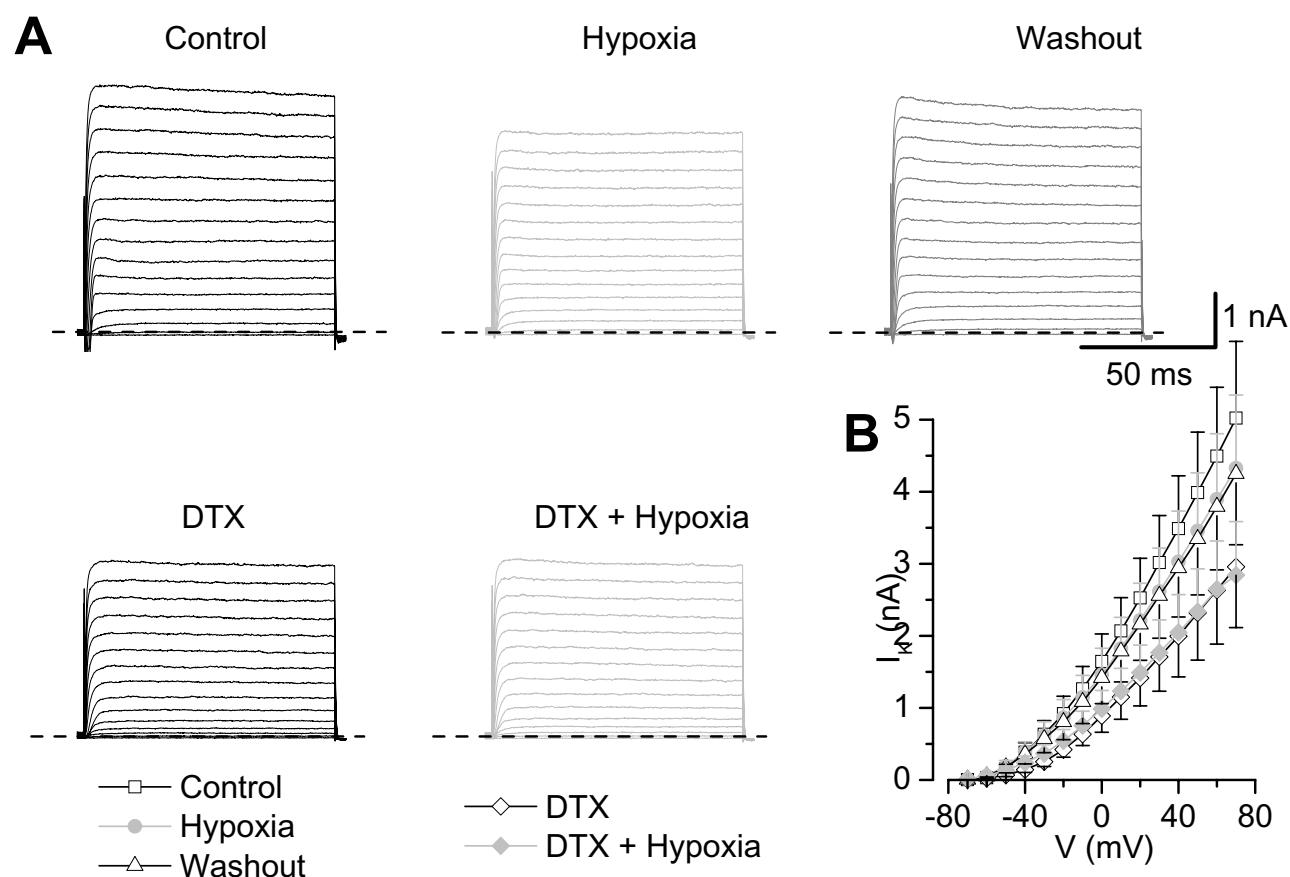 A
Control Hypoxia Washout
1 nA
50 ms
B
DTX DTX + Hypoxia
5
4
3
2
1
0
I_K (nA)
-80 -40 0 40 80
V (mV)
Control
Hypoxia
Washout
DTX
DTX + Hypoxia